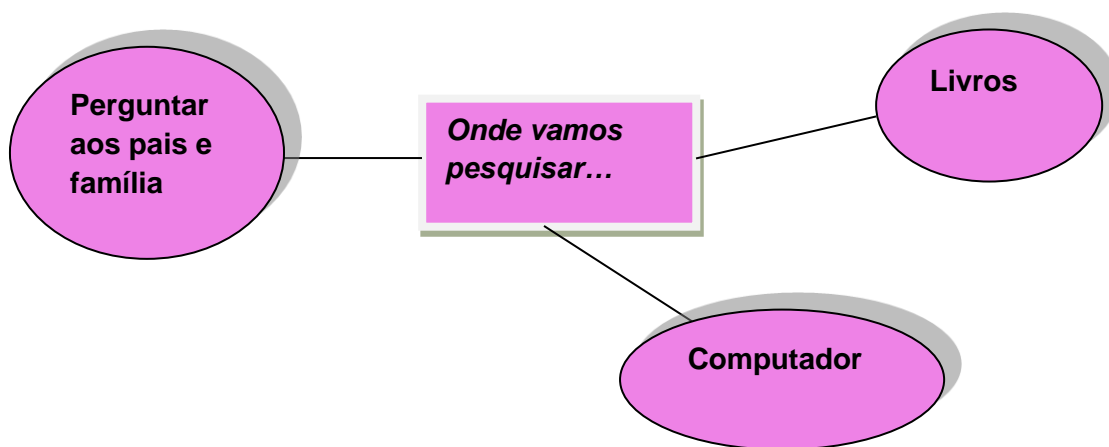 Perguntar
aos pais e
família
Onde vamos
pesquisar…
Livros
Computador